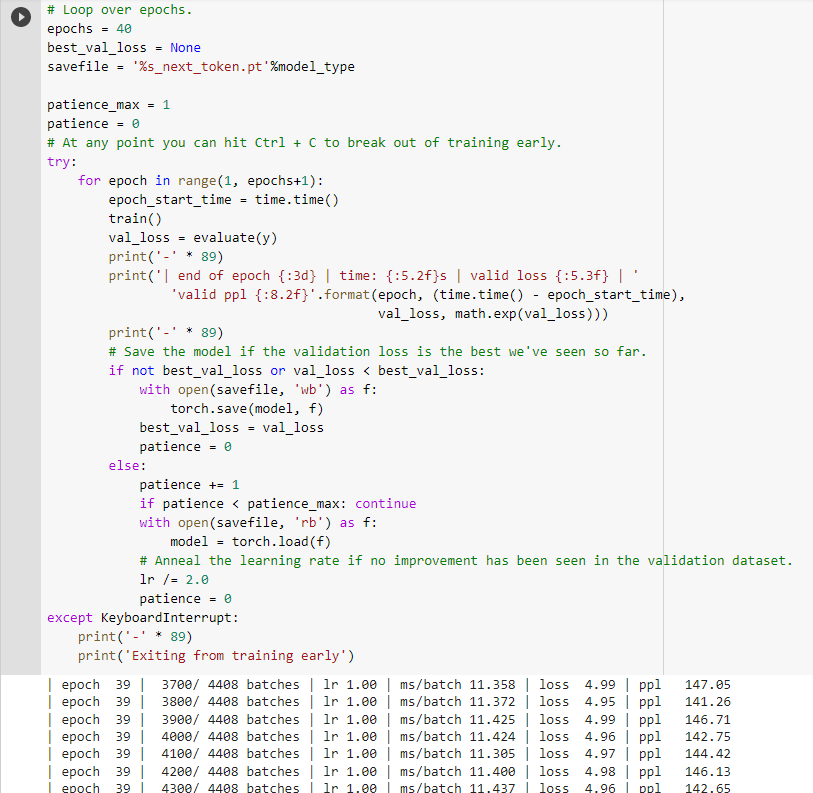 # Loop over epochs.
epochs = 40
best_val_loss = None
savefile = '%s_next_token.pt'%model_type

patience_max = 1
patience = 0
# At any point you can hit Ctrl + C to break out of training early.
try:
    for epoch in range(1, epochs+1):
        epoch_start_time = time.time()
        train()
        val_loss = evaluate(y)
        print('-' * 89)
        print('| end of epoch {:3d} | time: {:5.2f}s | valid loss {:5.3f} | '
                'valid ppl {:8.2f}'.format(epoch, (time.time() - epoch_start_time),
                                           val_loss, math.exp(val_loss)))
        print('-' * 89)
        # Save the model if the validation loss is the best we've seen so far.
        if not best_val_loss or val_loss < best_val_loss:
            with open(savefile, 'wb') as f:
                torch.save(model, f)
            best_val_loss = val_loss
            patience = 0
        else:
            patience += 1
            if patience < patience_max: continue
            with open(savefile, 'rb') as f:
                model = torch.load(f)
            # Anneal the learning rate if no improvement has been seen in the validation dataset.
            lr /= 2.0
            patience = 0
except KeyboardInterrupt:
    print('-' * 89)
    print('Exiting from training early')
| epoch  39 |  3700/ 4408 batches | lr 1.00 | ms/batch 11.358 | loss  4.99 | ppl   147.05
| epoch  39 |  3800/ 4408 batches | lr 1.00 | ms/batch 11.372 | loss  4.95 | ppl   141.26
| epoch  39 |  3900/ 4408 batches | lr 1.00 | ms/batch 11.425 | loss  4.99 | ppl   146.71
| epoch  39 |  4000/ 4408 batches | lr 1.00 | ms/batch 11.424 | loss  4.96 | ppl   142.75
| epoch  39 |  4100/ 4408 batches | lr 1.00 | ms/batch 11.305 | loss  4.97 | ppl   144.42
| epoch  39 |  4200/ 4408 batches | lr 1.00 | ms/batch 11.400 | loss  4.98 | ppl   146.13
| epoch  39 |  4300/ 4408 batches | lr 1.00 | ms/batch 11.437 | loss  4.96 | ppl   142.65